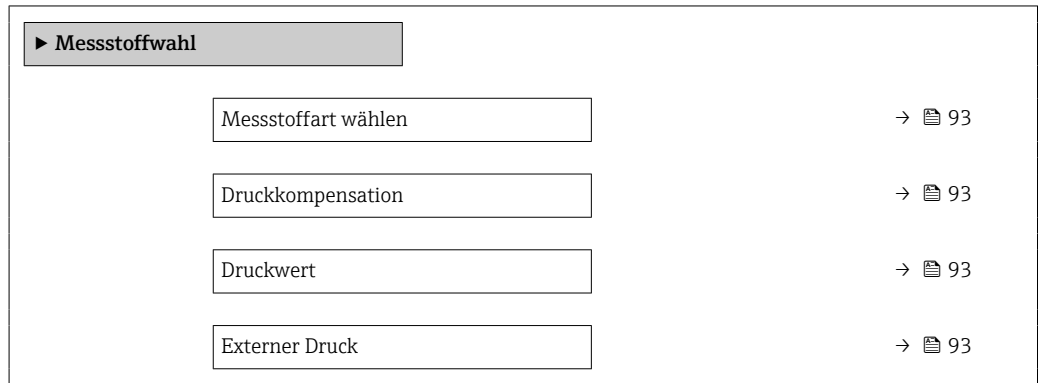 ▶ Messstoffwahl
Messstoffart wählen → 93
Druckkompensation → 93
Druckwert → 93
Externer Druck → 93